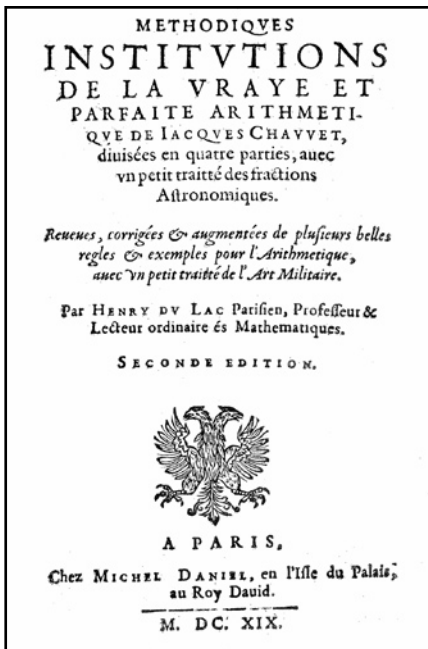 METHODIQVES
INSTITVTIONS
DE LA VRAYE ET
PARFAITE ARITHMETI-
QVE DE IACQVES CHAVVET,
diuisées en quatre parties, auec
vn petit traitté des fractions
Aſtronomiques.
Reueues, corrigées & augmentées de pluſieurs belles
regles & exemples pour l'Arithmetique,
auec vn petit traitté de l'Art Militaire.
Par HENRY DV LAC Pariſien, Profeſſeur &
Lecteur ordinaire és Mathematiques.
SECONDE EDITION.
A PARIS,
Chez MICHEL DANIEL, en l'Iſle du Palais,
au Roy Dauid.
M. DC. XIX.